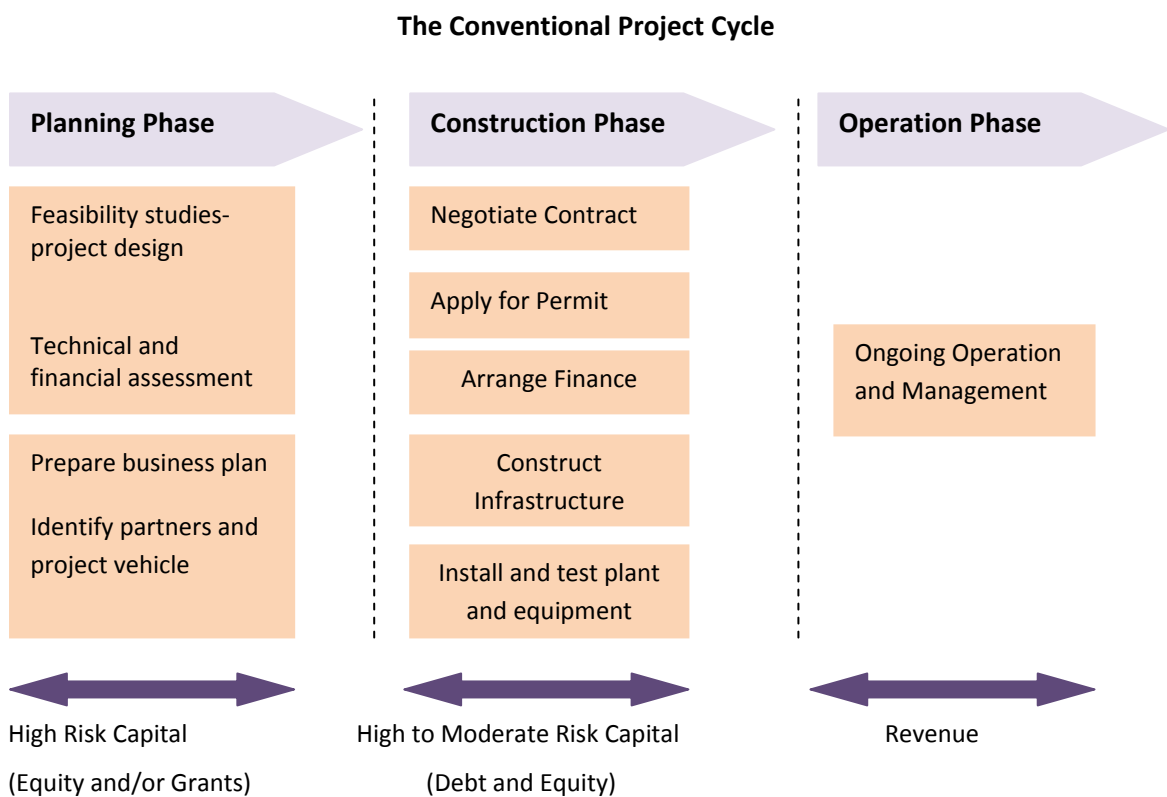 The Conventional Project Cycle
Planning Phase
Feasibility studies-
project design
Technical and
financial assessment
Prepare business plan
Identify partners and
project vehicle
High Risk Capital
(Equity and/or Grants)
Construction Phase
Negotiate Contract
Apply for Permit
Arrange Finance
Construct
Infrastructure
Install and test plant
and equipment
High to Moderate Risk Capital
(Debt and Equity)
Operation Phase
Ongoing Operation
and Management
Revenue